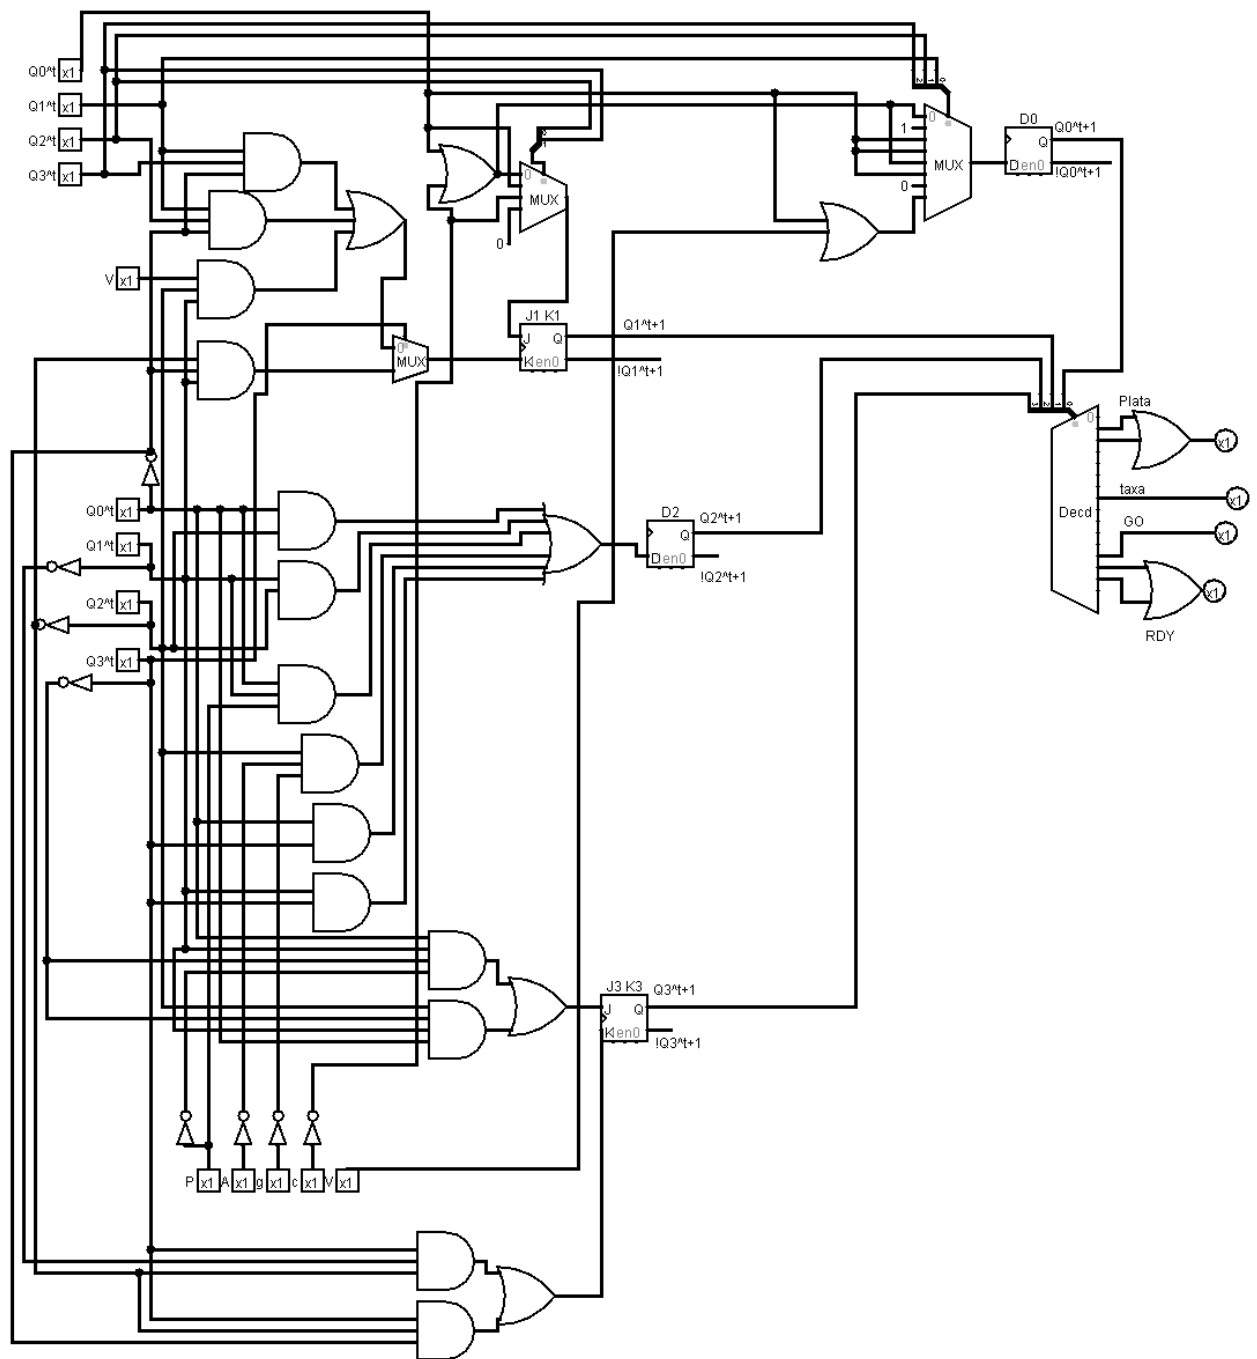 Q0^t x1
Q1^t x1
Q2^t x1
Q3^t x1
V x1
0
MUX
0
1
0
0
MUX
D0
Q0^t+1
Q
D en0
!Q0^t+1
J1 K1
Q1^t+1
J Q
K en0
!Q1^t+1
0
MUX
Plata
0
x1
taxa
x1
Decd
GO
x1
x1
RDY
Q0^t x1
Q1^t x1
Q2^t x1
Q3^t x1
D2
Q2^t+1
Q
D en0
!Q2^t+1
J3 K3
Q3^t+1
J Q
K en0
!Q3^t+1
P x1 A x1 g x1 c x1 V x1